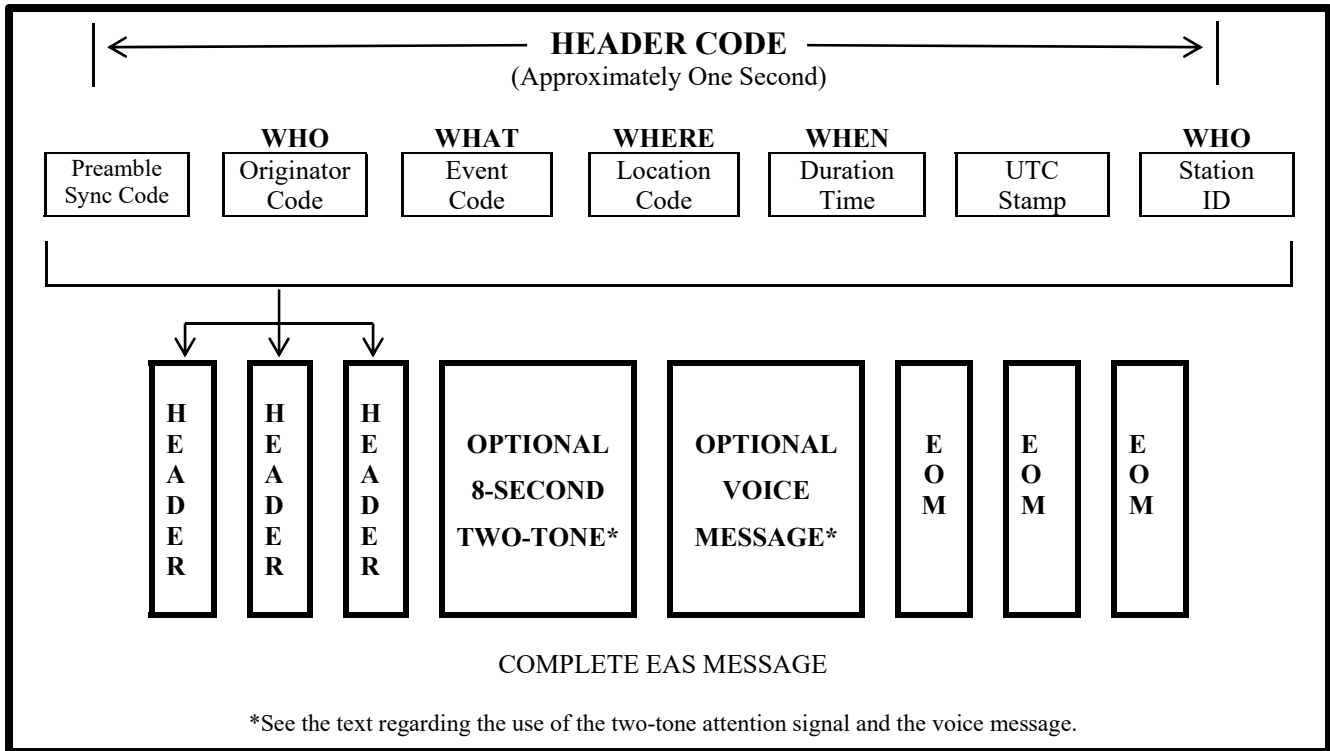 HEADER CODE
(Approximately One Second)
WHO
WHAT
WHERE
WHEN
WHO
Preamble
Sync Code
Originator
Code
Event
Code
Location
Code
Duration
Time
UTC
Stamp
Station
ID
HEADER
HEADER
HEADER
OPTIONAL
8-SECOND
TWO-TONE*
OPTIONAL
VOICE
MESSAGE*
EOM
EOM
EOM
COMPLETE EAS MESSAGE
*See the text regarding the use of the two-tone attention signal and the voice message.